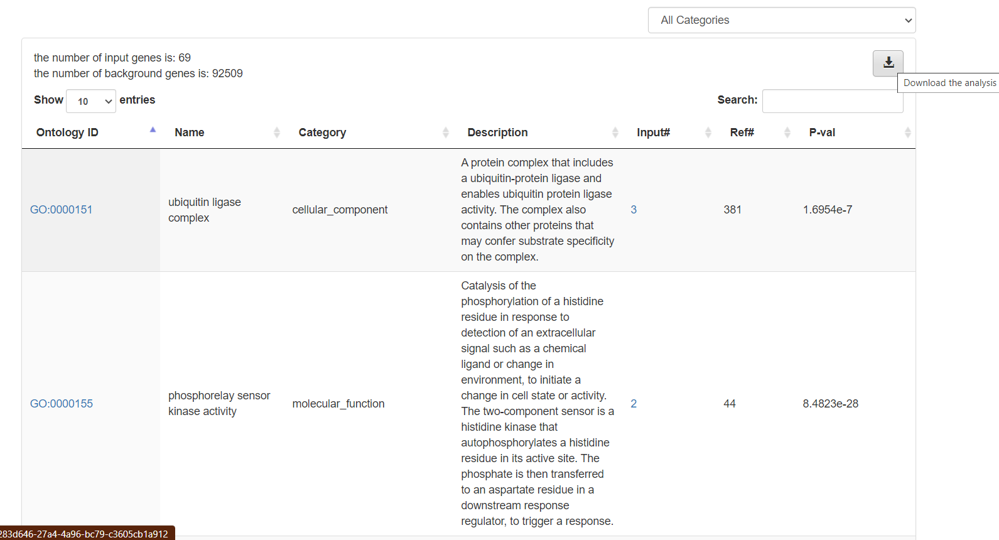 All Categories
the number of input genes is: 69
the number of background genes is: 92509
Download the analysis
Show 10 entries
Search:
Ontology ID Name Category Description Input# Ref# P-val
GO:0000151
ubiquitin ligase
complex
cellular_component
A protein complex that includes
a ubiquitin-protein ligase and
enables ubiquitin protein ligase
activity. The complex also
contains other proteins that
may confer substrate specificity
on the complex.
3
381
1.6954e-7
GO:0000155
phosphorelay sensor
kinase activity
molecular_function
Catalysis of the
phosphorylation of a histidine
residue in response to
detection of an extracellular
signal such as a chemical
ligand or change in
environment, to initiate a
change in cell state or activity.
The two-component sensor is a
histidine kinase that
autophosphorylates a histidine
residue in its active site. The
phosphate is then transferred
to an aspartate residue in a
downstream response
regulator, to trigger a response.
2
44
8.4823e-28
283d646-27a4-4a96-bc79-c3605cb1a912